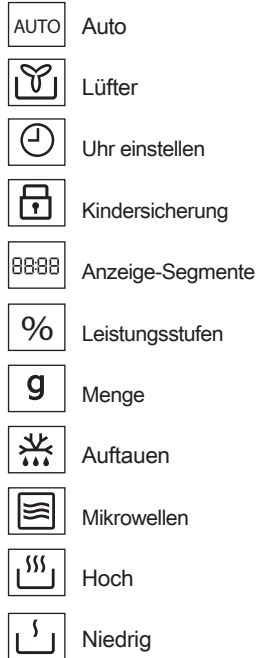 AUTO Auto
Lüfter
Uhr einstellen
Kindersicherung
88:88 Anzeige-Segmente
% Leistungsstufen
g Menge
Auftauen
Mikrowellen
Hoch
Niedrig